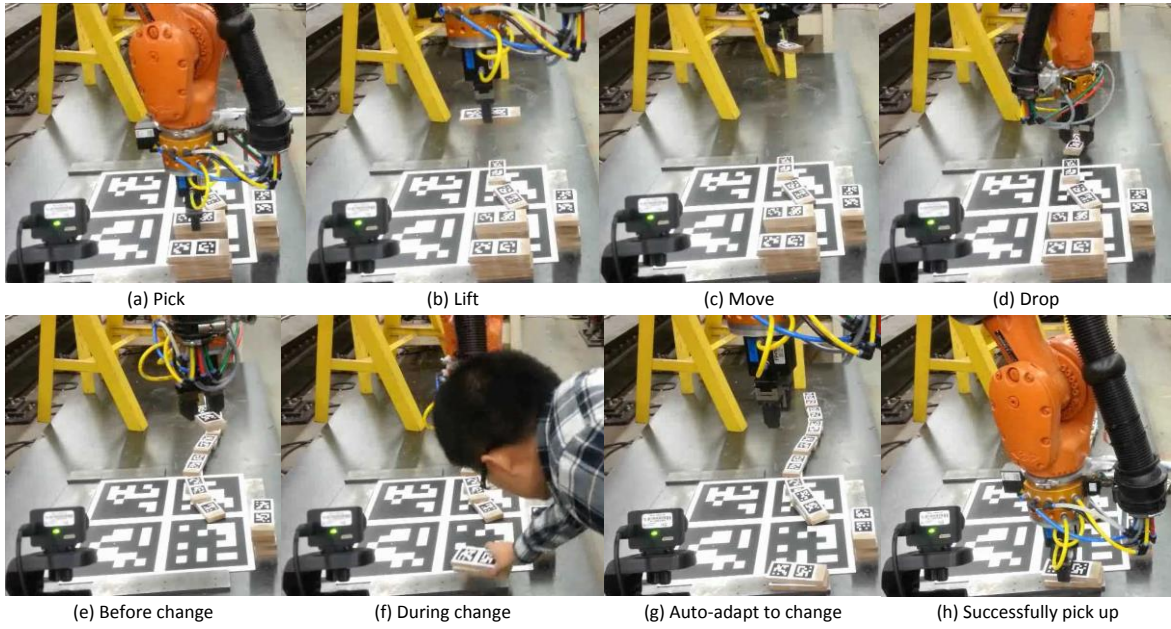 (a) Pick
(b) Lift
(c) Move
(d) Drop
(e) Before change
(f) During change
(g) Auto-adapt to change
(h) Successfully pick up